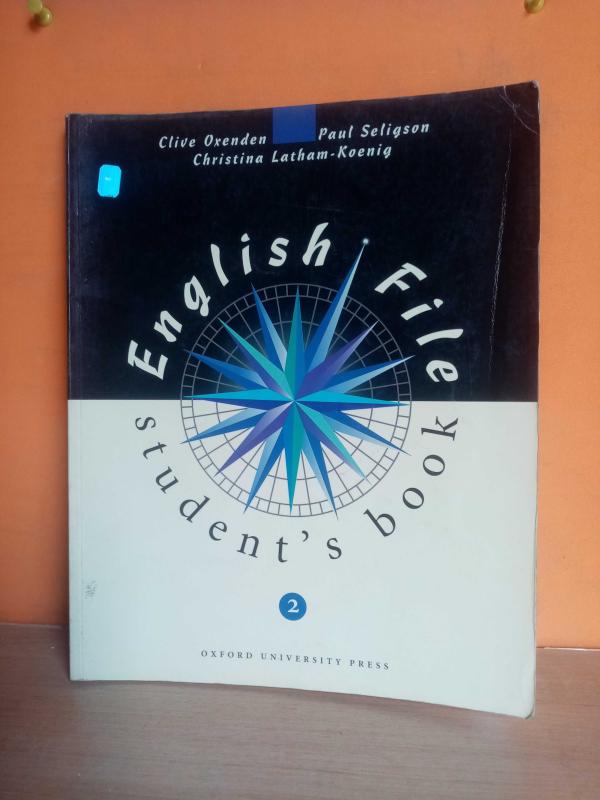 Clive Oxenden Paul Seligson
Christina Latham-Koenig
English File
student's book
2
OXFORD UNIVERSITY PRESS